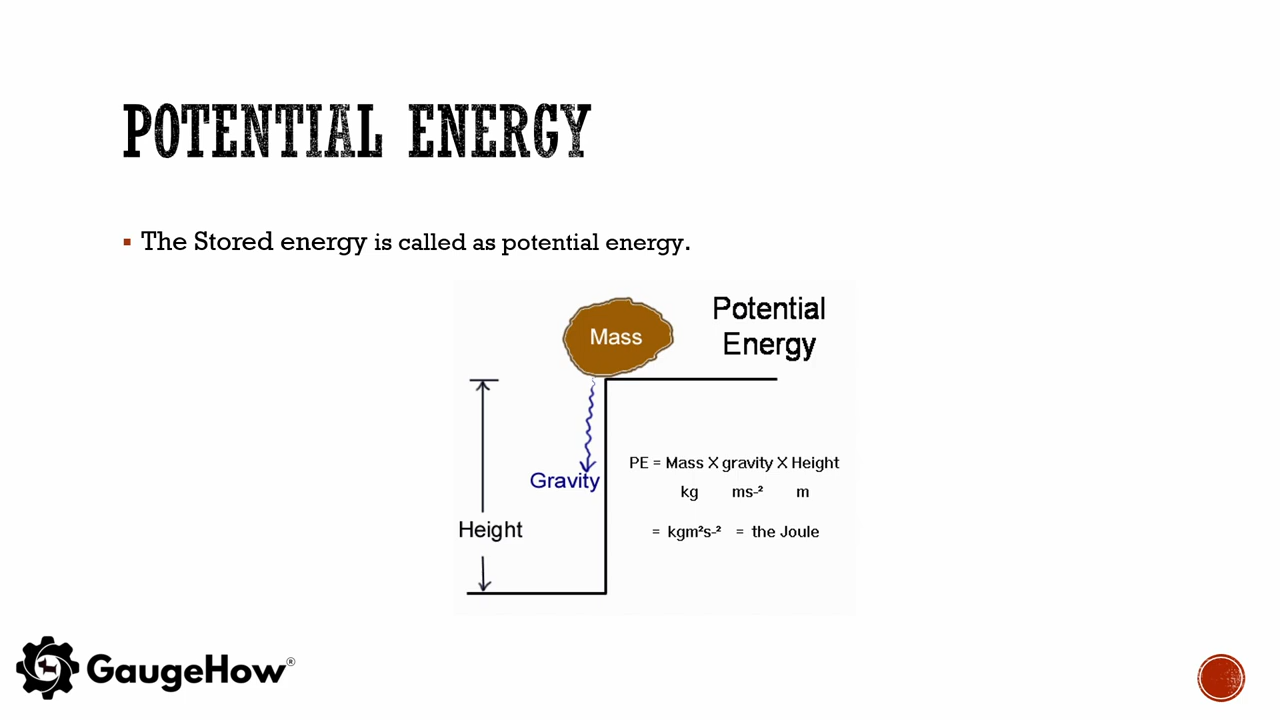 POTENTIAL ENERGY
▪ The Stored energy is called as potential energy.
Potential
Energy
Mass
Gravity
Height
PE = Mass X gravity X Height
kg ms-² m
= kgm²s-² = the Joule
GaugeHow®